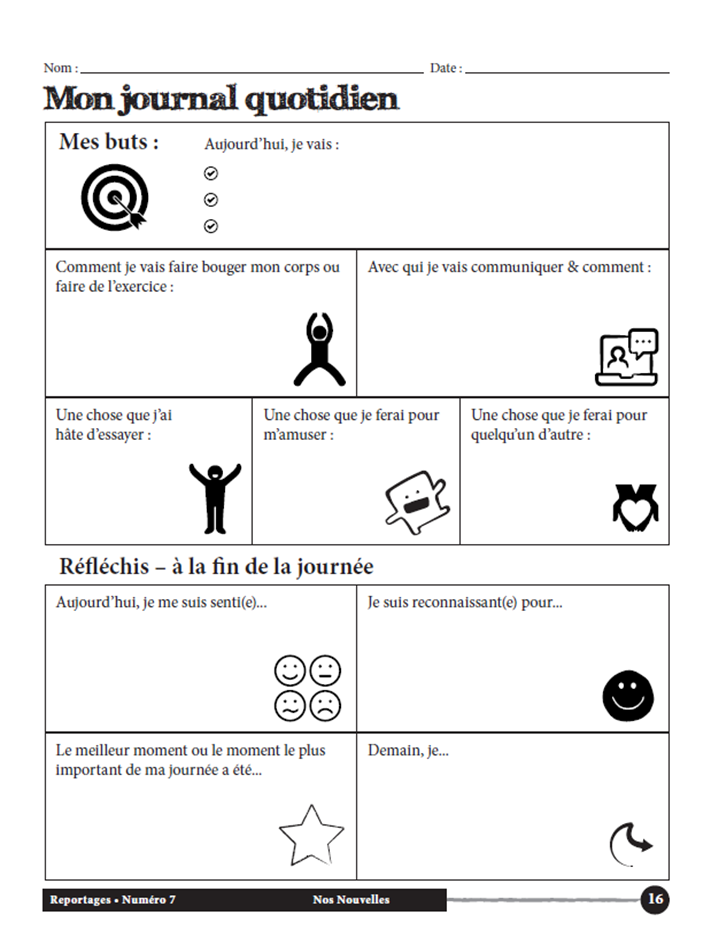 Nom : Date :
Mon journal quotidien
Mes buts : Aujourd'hui, je vais :
Comment je vais faire bouger mon corps ou
faire de l'exercice :
Avec qui je vais communiquer & comment :
Une chose que j'ai
hâte d'essayer :
Une chose que je ferai pour
m'amuser :
Une chose que je ferai pour
quelqu'un d'autre :
Réfléchis – à la fin de la journée
Aujourd'hui, je me suis senti(e)...
Je suis reconnaissant(e) pour...
Le meilleur moment ou le moment le plus
important de ma journée a été...
Demain, je...
Reportages • Numéro 7 Nos Nouvelles 16